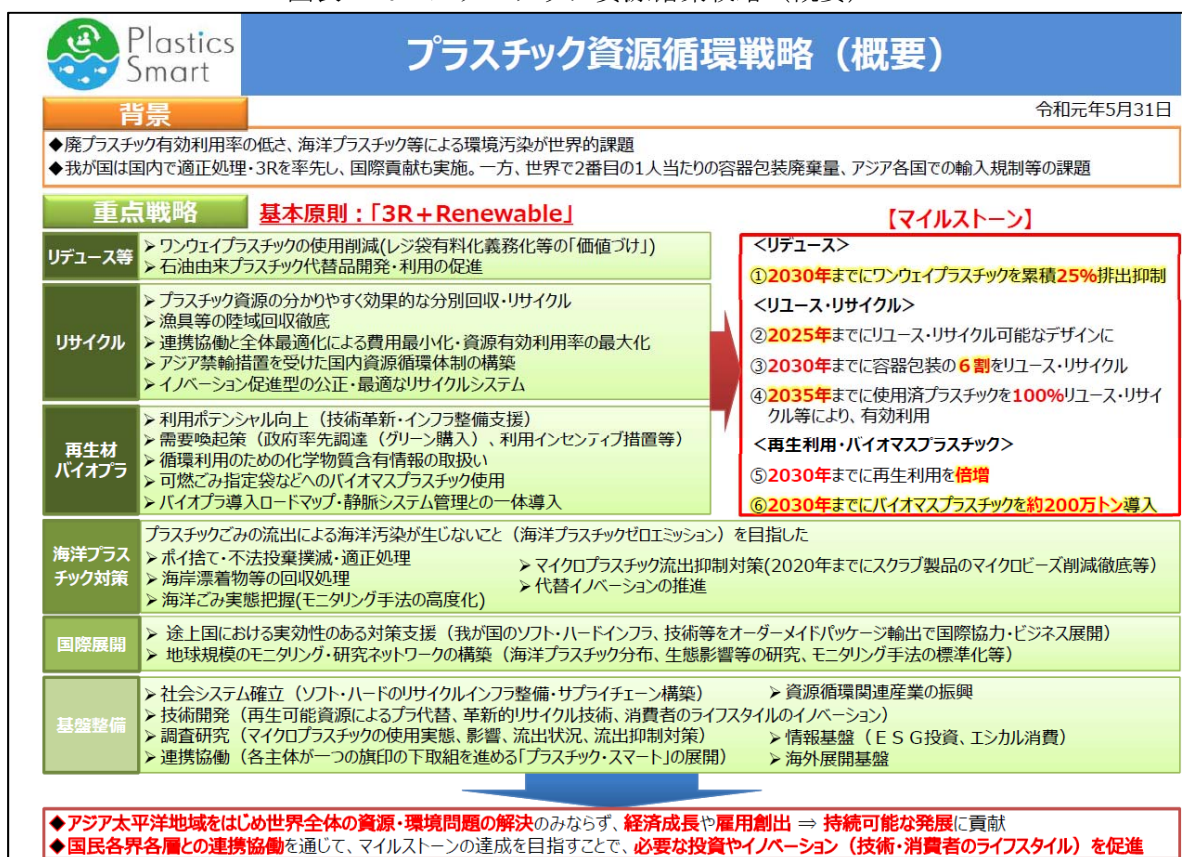 Plastics
Smart
プラスチック資源循環戦略（概要）
令和元年5月31日
背景
◆廃プラスチック有効利用率の低さ、海洋プラスチック等による環境汚染が世界的課題
◆我が国は国内で適正処理・3Rを率先し、国際貢献も実施。一方、世界で2番目の1人当たりの容器包装廃棄量、アジア各国での輸入規制等の課題
重点戦略
基本原則：「3R＋Renewable」
【マイルストーン】
リデュース等
➢ワンウェイプラスチックの使用削減(レジ袋有料化義務化等の「価値づけ」)
➢石油由来プラスチック代替品開発・利用の促進
リサイクル
➢プラスチック資源の分かりやすく効果的な分別回収・リサイクル
➢漁具等の陸域回収徹底
➢連携協働と全体最適化による費用最小化・資源有効利用率の最大化
➢アジア禁輸措置を受けた国内資源循環体制の構築
➢イノベーション促進型の公正・最適なリサイクルシステム
再生材
バイオプラ
➢利用ポテンシャル向上（技術革新・インフラ整備支援）
➢需要喚起策（政府率先調達（グリーン購入）、利用インセンティブ措置等）
➢循環利用のための化学物質含有情報の取扱い
➢可燃ごみ指定袋などへのバイオマスプラスチック使用
➢バイオプラ導入ロードマップ・静脈システム管理との一体導入
＜リデュース＞
①2030年までにワンウェイプラスチックを累積25%排出抑制
＜リユース・リサイクル＞
②2025年までにリユース・リサイクル可能なデザインに
③2030年までに容器包装の６割をリユース・リサイクル
④2035年までに使用済プラスチックを100%リユース・リサイ
クル等により、有効利用
＜再生利用・バイオマスプラスチック＞
⑤2030年までに再生利用を倍増
⑥2030年までにバイオマスプラスチックを約200万トン導入
海洋プラス
チック対策
プラスチックごみの流出による海洋汚染が生じないこと（海洋プラスチックゼロエミッション）を目指した
➢ポイ捨て・不法投棄撲滅・適正処理
➢海岸漂着物等の回収処理
➢海洋ごみ実態把握(モニタリング手法の高度化)
➢マイクロプラスチック流出抑制対策(2020年までにスクラブ製品のマイクロビーズ削減徹底等)
➢代替イノベーションの推進
国際展開
➢ 途上国における実効性のある対策支援（我が国のソフト・ハードインフラ、技術等をオーダーメイドパッケージ輸出で国際協力・ビジネス展開）
➢ 地球規模のモニタリング・研究ネットワークの構築（海洋プラスチック分布、生態影響等の研究、モニタリング手法の標準化等）
基盤整備
➢社会システム確立（ソフト・ハードのリサイクルインフラ整備・サプライチェーン構築）
➢技術開発（再生可能資源によるプラ代替、革新的リサイクル技術、消費者のライフスタイルのイノベーション）
➢調査研究（マイクロプラスチックの使用実態、影響、流出状況、流出抑制対策）
➢連携協働（各主体が一つの旗印の下取組を進める「プラスチック・スマート」の展開）
➢資源循環関連産業の振興
➢情報基盤（ＥＳＧ投資、エシカル消費）
➢海外展開基盤
◆アジア太平洋地域をはじめ世界全体の資源・環境問題の解決のみならず、経済成長や雇用創出 ⇒ 持続可能な発展に貢献
◆国民各界各層との連携協働を通じて、マイルストーンの達成を目指すことで、必要な投資やイノベーション（技術・消費者のライフスタイル）を促進